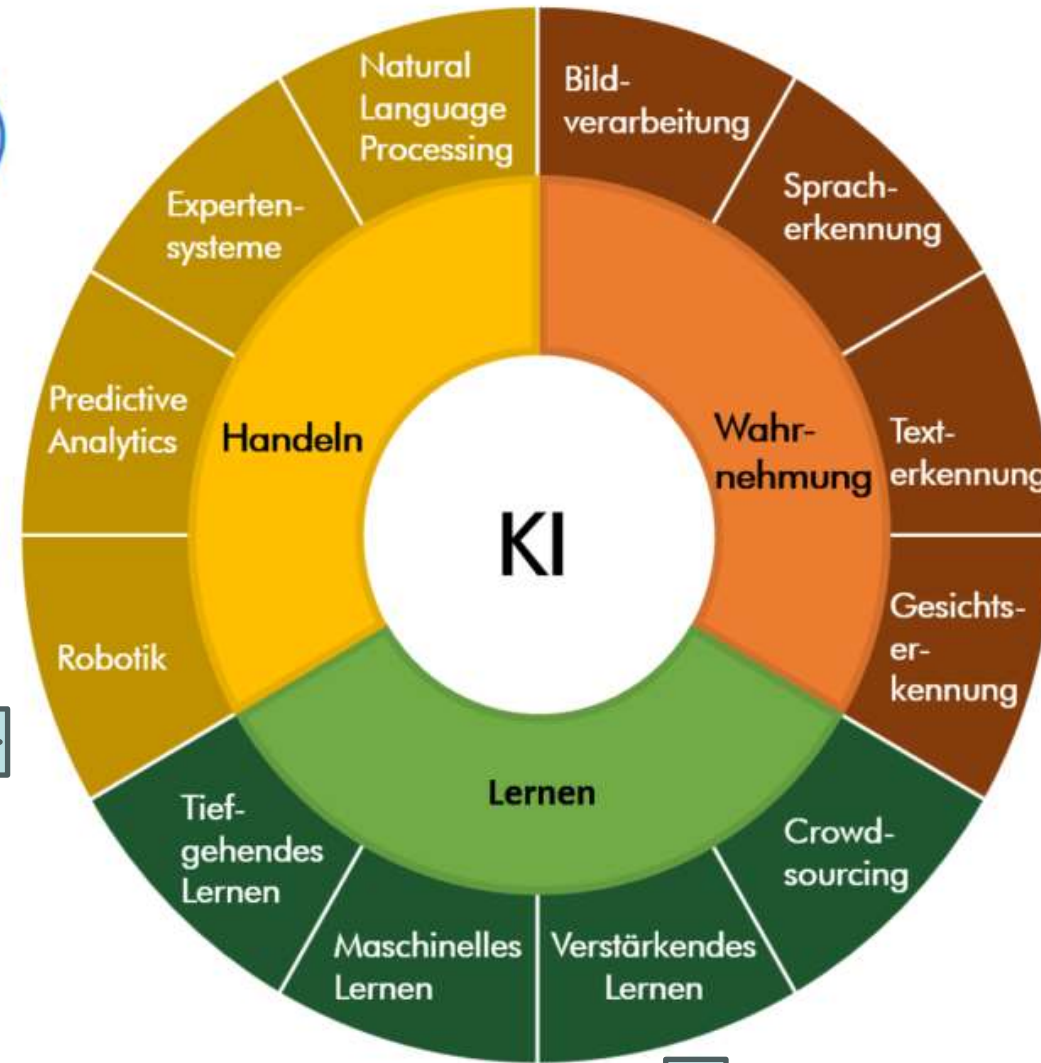 Natural
Language
Processing
Bild-
verarbeitung
Sprach-
erkennung
Text-
erkennung
Gesichts-
er-
kennung
Crowd-
sourcing
Verstärkendes
Lernen
Maschinelles
Lernen
Tief-
gehendes
Lernen
Robotik
Predictive
Analytics
Experten-
systeme
Handeln
Wahr-
nehmung
Lernen
KI